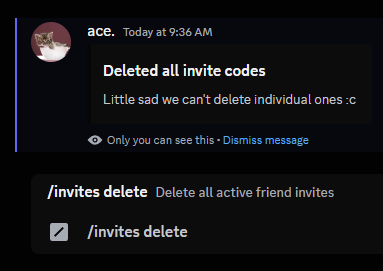 ace. Today at 9:36 AM
Deleted all invite codes
Little sad we can't delete individual ones :c
Only you can see this • Dismiss message
/invites delete Delete all active friend invites
/invites delete